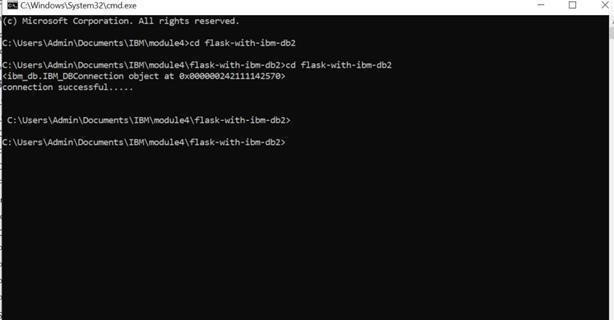 C:\Windows\System32\cmd.exe
(c) Microsoft Corporation. All rights reserved.
C:\Users\Admin\Documents\IBM\module4>cd flask-with-ibm-db2
C:\Users\Admin\Documents\IBM\module4\flask-with-ibm-db2>cd flask-with-ibm-db2
<ibm_db.IBM_DBConnection object at 0x000000242111142570>
connection successful.....
C:\Users\Admin\Documents\IBM\module4\flask-with-ibm-db2>
C:\Users\Admin\Documents\IBM\module4\flask-with-ibm-db2>